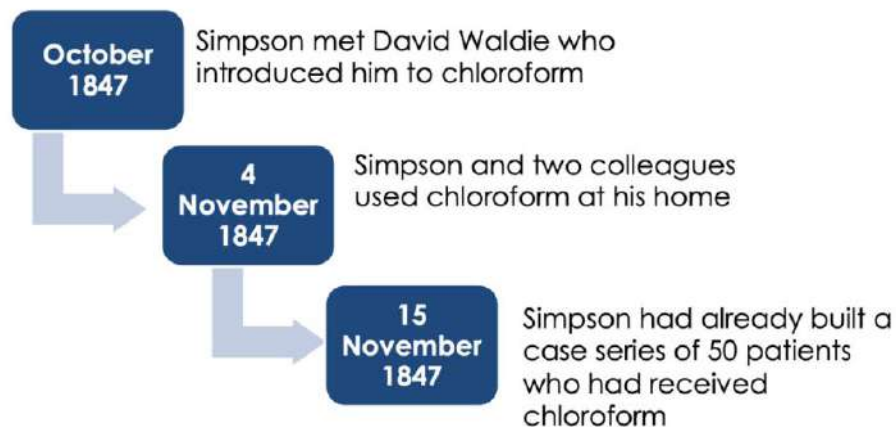 October
1847
Simpson met David Waldie who
introduced him to chloroform
4
November
1847
Simpson and two colleagues
used chloroform at his home
15
November
1847
Simpson had already built a
case series of 50 patients
who had received
chloroform